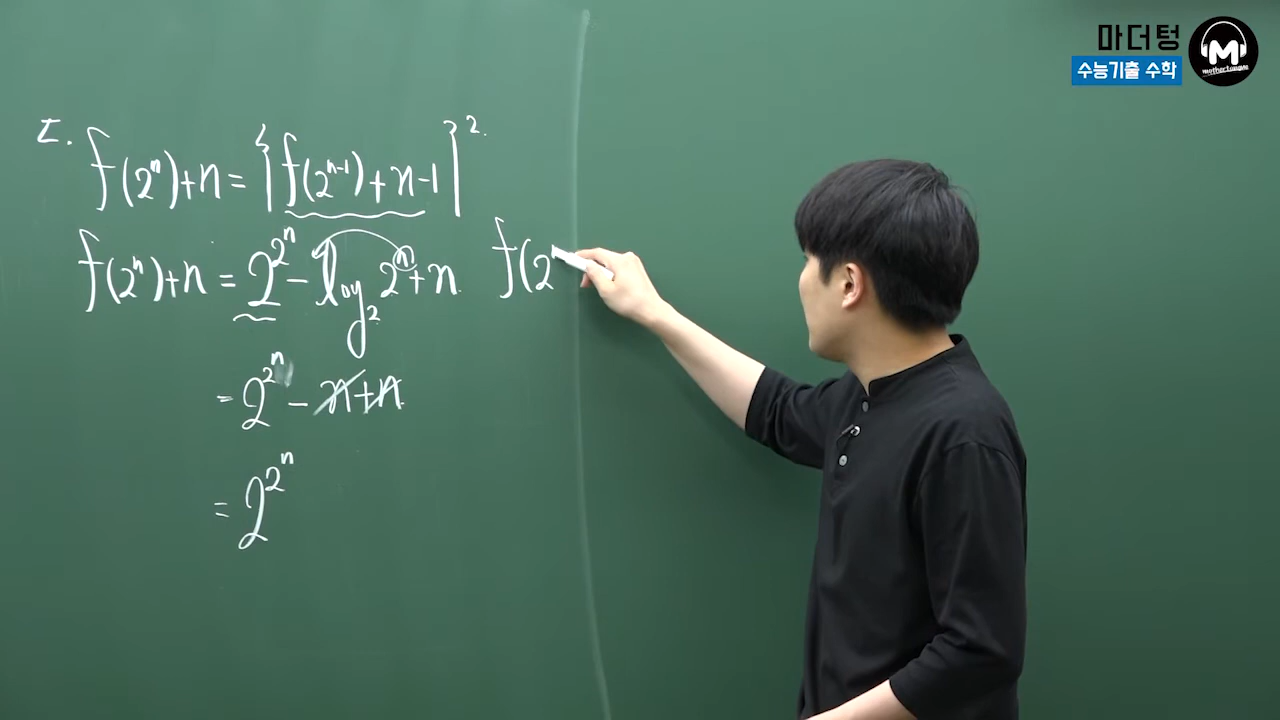 마더텅
수능기출 수학
M
mothertongue
ㄷ. f(2ⁿ)+n = {f(2ⁿ⁻¹)+n-1}².
f(2ⁿ)+n = 2^2ⁿ - log₂2ⁿ+n. f(2
= 2^2ⁿ - n+n
= 2^2ⁿ